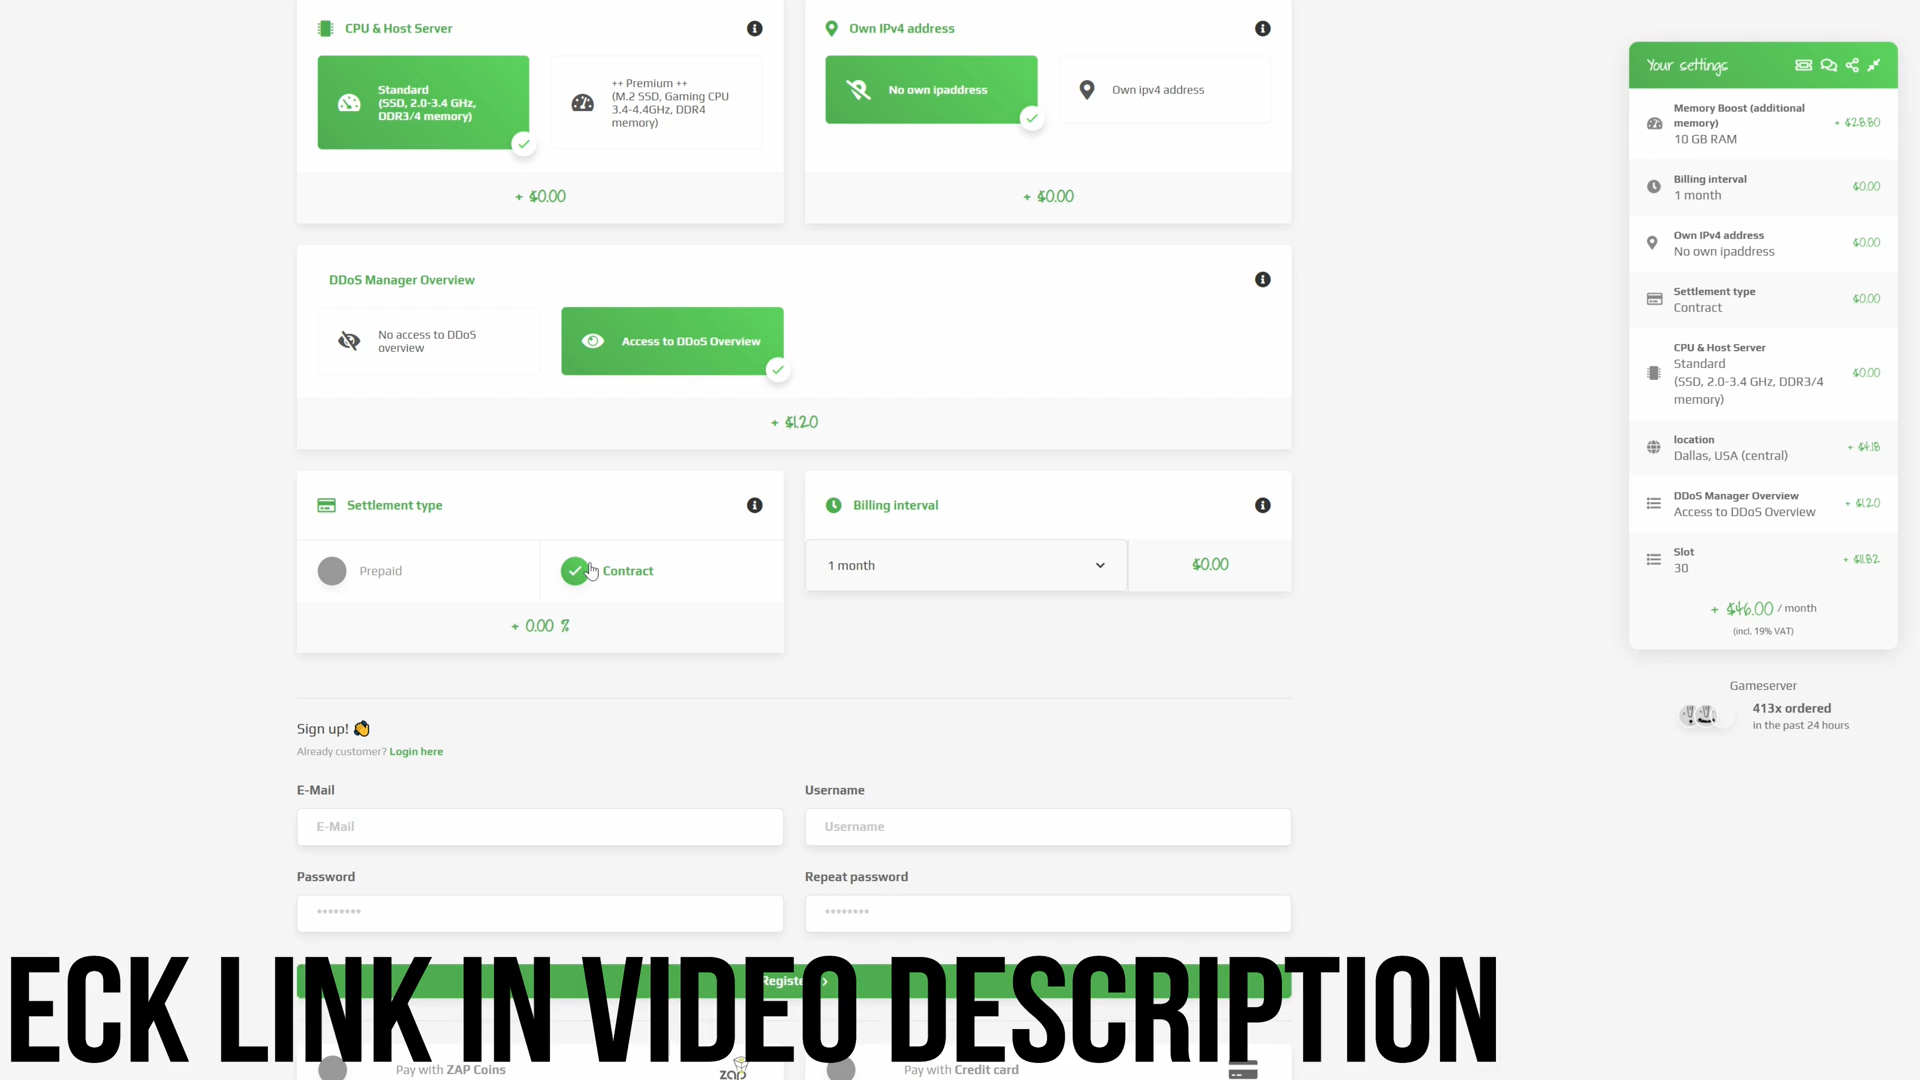 CPU & Host Server
Standard
(SSD, 2.0-3.4 GHz,
DDR3/4 memory)
++ Premium ++
(M.2 SSD, Gaming CPU
3.4-4.4GHz, DDR4
memory)
+ $0.00
Own IPv4 address
No own ipaddress
Own ipv4 address
+ $0.00
DDoS Manager Overview
No access to DDoS
overview
Access to DDoS Overview
+ $1.20
Settlement type
Prepaid
Contract
+ 0.00 %
Billing interval
1 month
$0.00
Sign up!
Already customer? Login here
E-Mail
E-Mail
Username
Username
Password
********
Repeat password
********
Registe
ECK LINK IN VIDEO DESCRIPTION
Pay with ZAP Coins
zap
Pay with Credit card
Your settings
Memory Boost (additional
memory)
10 GB RAM
+ $28.80
Billing interval
1 month
$0.00
Own IPv4 address
No own ipaddress
$0.00
Settlement type
Contract
$0.00
CPU & Host Server
Standard
(SSD, 2.0-3.4 GHz, DDR3/4
memory)
$0.00
location
Dallas, USA (central)
+ $4.18
DDoS Manager Overview
Access to DDoS Overview
+ $1.20
Slot
30
+ $11.82
+ $46.00 / month
(incl. 19% VAT)
Gameserver
413x ordered
in the past 24 hours